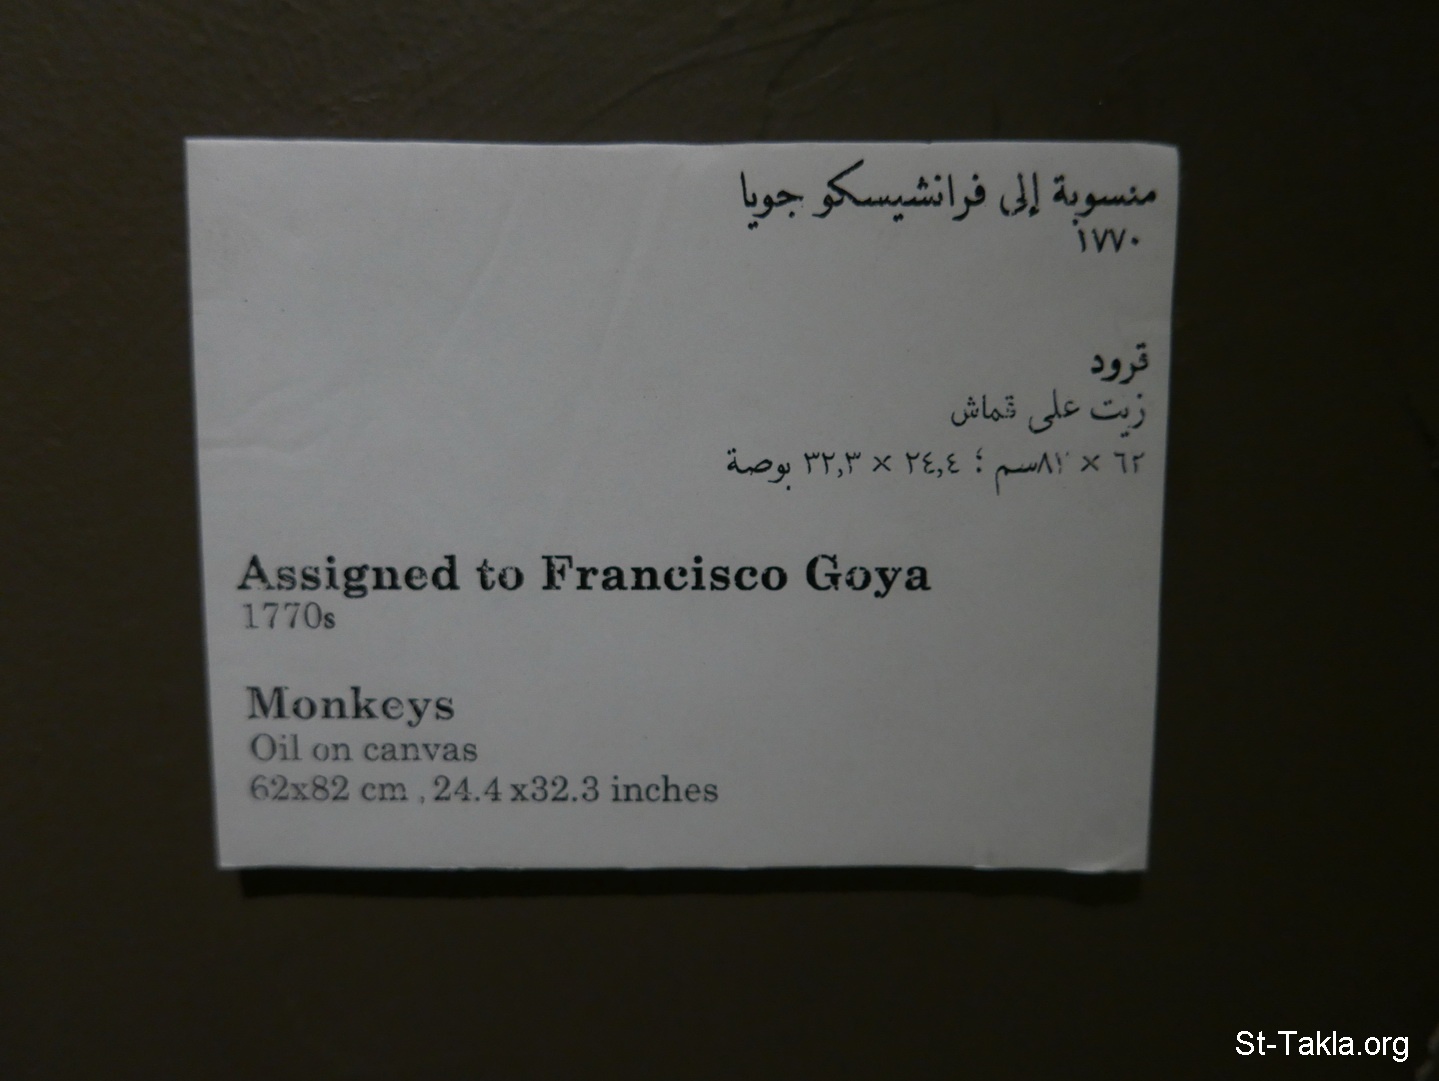 منسوبة إلى فرانشيسكو جويا
١٧٧٠
قرود
زيت على قماش
٦٢ × ٨٢سم ؛ ٢٤,٤ × ٣٢,٣ بوصة
Assigned to Francisco Goya
1770s
Monkeys
Oil on canvas
62x82 cm , 24.4 x32.3 inches
St-Takla.org